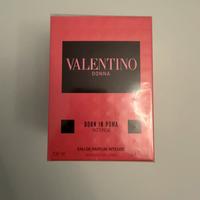 VALENTINO
DONNA
BORN IN ROMA
INTENSE
EAU DE PARFUM INTENSE